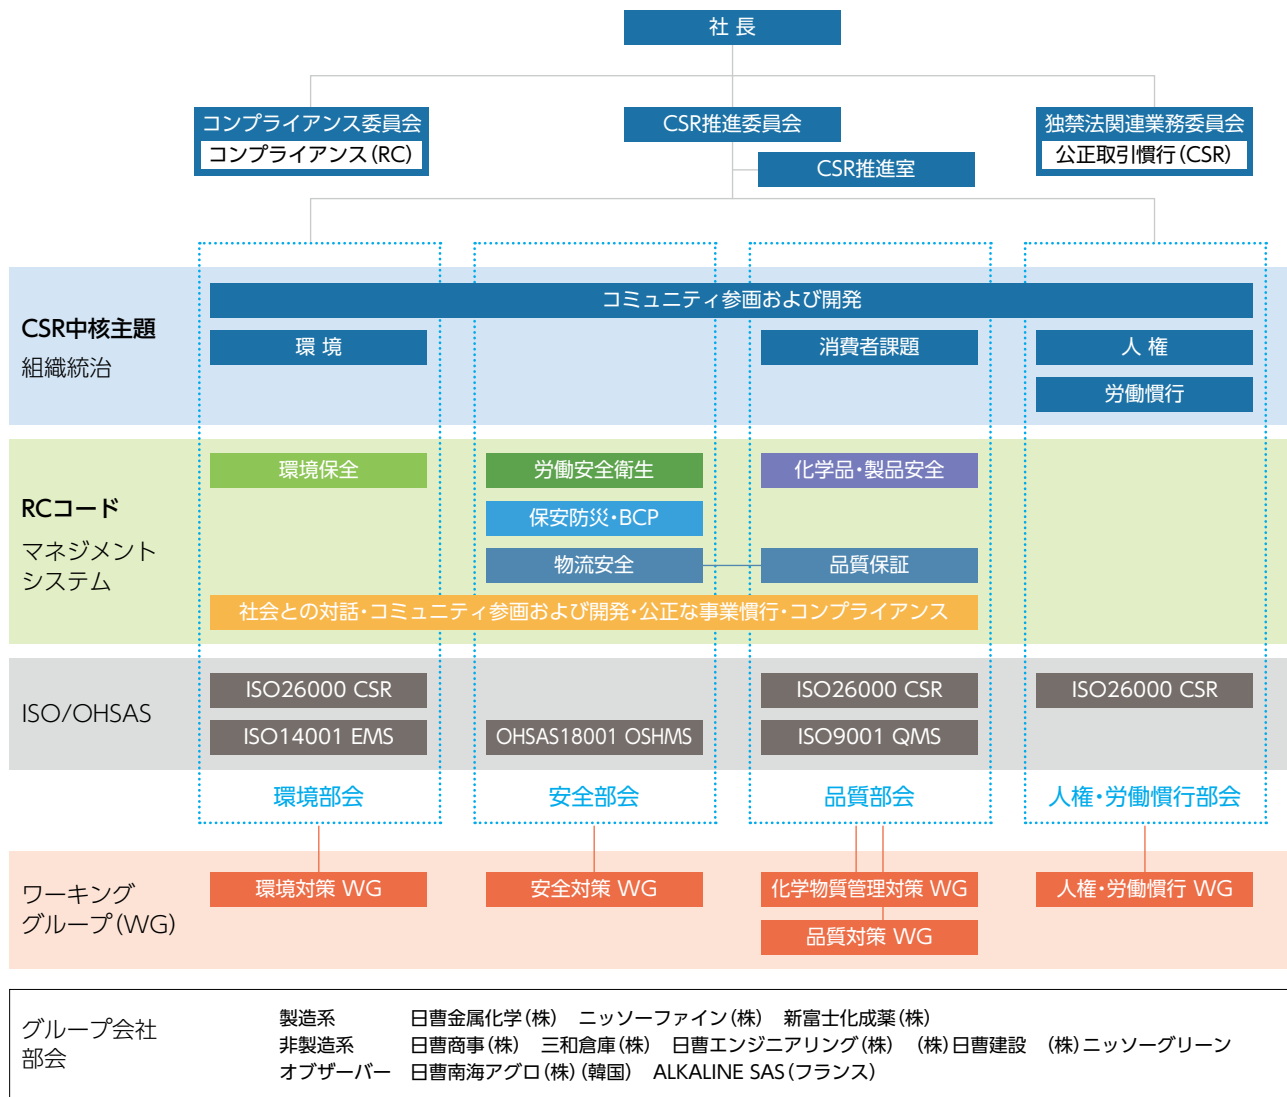 社 長
コンプライアンス委員会
コンプライアンス(RC)
CSR推進委員会
独禁法関連業務委員会
公正取引慣行(CSR)
CSR推進室
CSR中核主題
組織統治
コミュニティ参画および開発
環 境
消費者課題
人 権
労働慣行
RCコード
マネジメント
システム
環境保全
労働安全衛生
化学品・製品安全
保安防災・BCP
物流安全
品質保証
社会との対話・コミュニティ参画および開発・公正な事業慣行・コンプライアンス
ISO/OHSAS
ISO26000 CSR
ISO26000 CSR
ISO26000 CSR
ISO14001 EMS
OHSAS18001 OSHMS
ISO9001 QMS
環境部会
安全部会
品質部会
人権・労働慣行部会
ワーキング
グループ(WG)
環境対策 WG
安全対策 WG
化学物質管理対策 WG
人権・労働慣行 WG
品質対策 WG
グループ会社
部会
製造系 日曹金属化学(株) ニッソーファイン(株) 新富士化成薬(株)
非製造系 日曹商事(株) 三和倉庫(株) 日曹エンジニアリング(株) (株)日曹建設 (株)ニッソーグリーン
オブザーバー 日曹南海アグロ(株)(韓国) ALKALINE SAS(フランス)